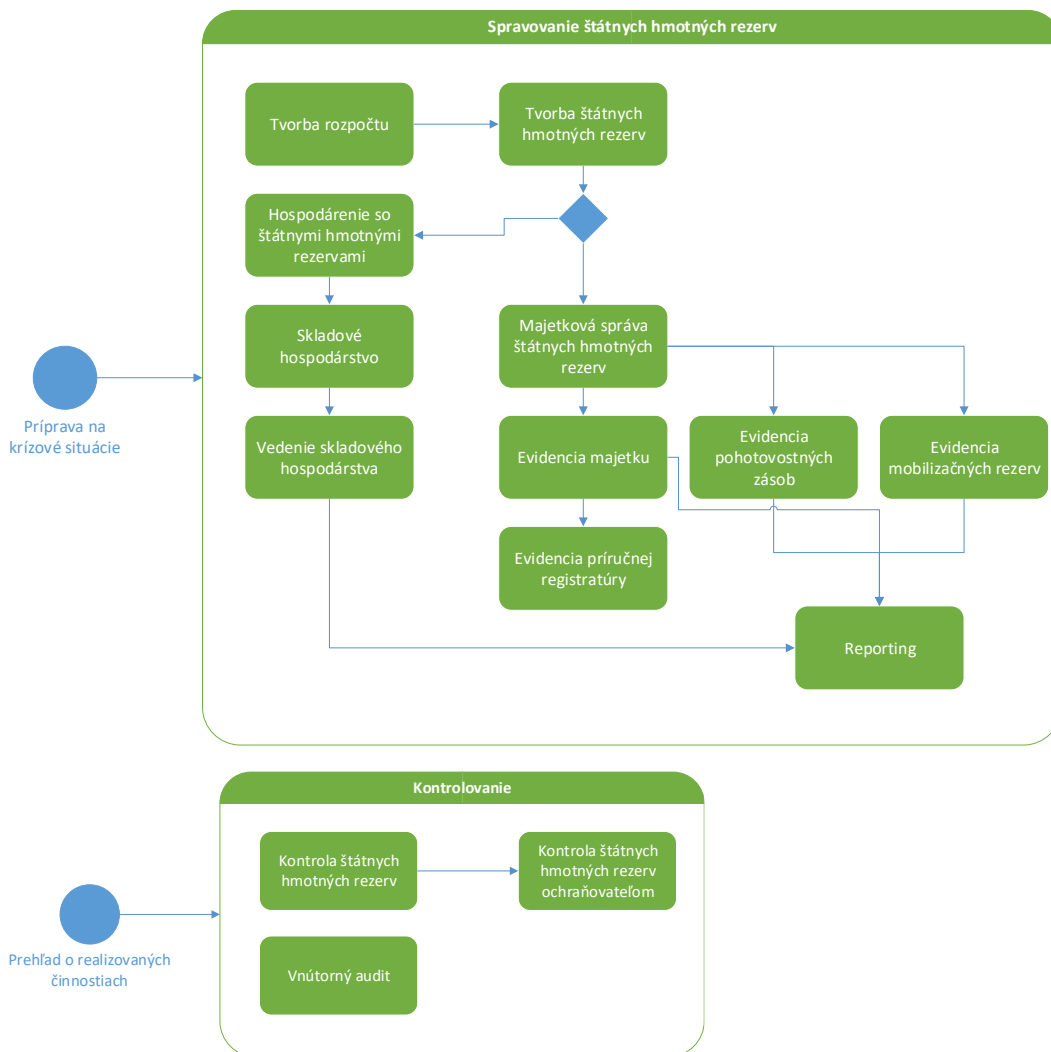 Spravovanie štátnych hmotných rezerv
Tvorba rozpočtu
Tvorba štátnych
hmotných rezerv
Hospodárenie so
štátnymi hmotnými
rezervami
Skladové
hospodárstvo
Majetková správa
štátnych hmotných
rezerv
Príprava na
krízové situácie
Vedenie skladového
hospodárstva
Evidencia majetku
Evidencia
pohotovostných
zásob
Evidencia
mobilizačných rezerv
Evidencia príručnej
registratúry
Reporting
Kontrolovanie
Kontrola štátnych
hmotných rezerv
Kontrola štátnych
hmotných rezerv
ochraňovateľom
Prehľad o realizovaných
činnostiach
Vnútorný audit